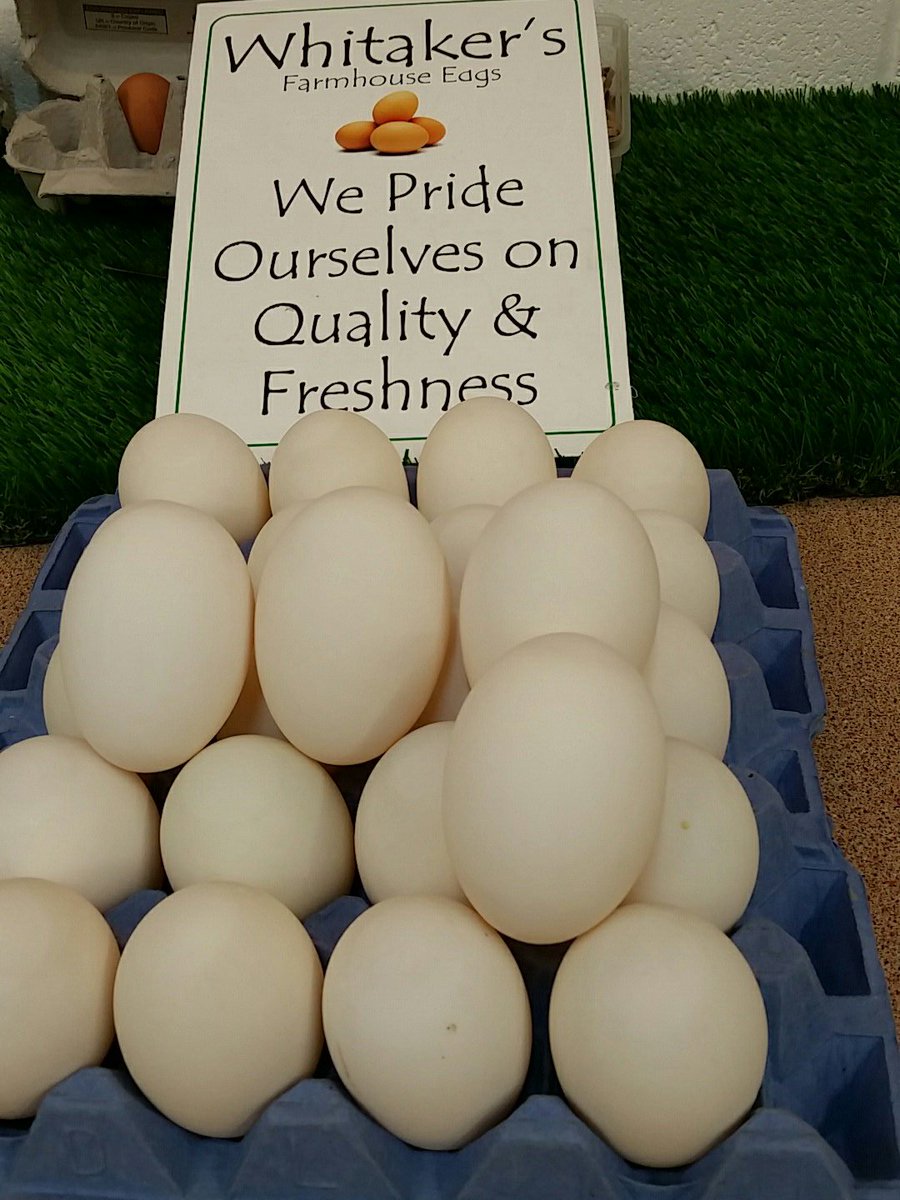 Whitaker's
Farmhouse Eggs
We Pride
Ourselves on
Quality &
Freshness